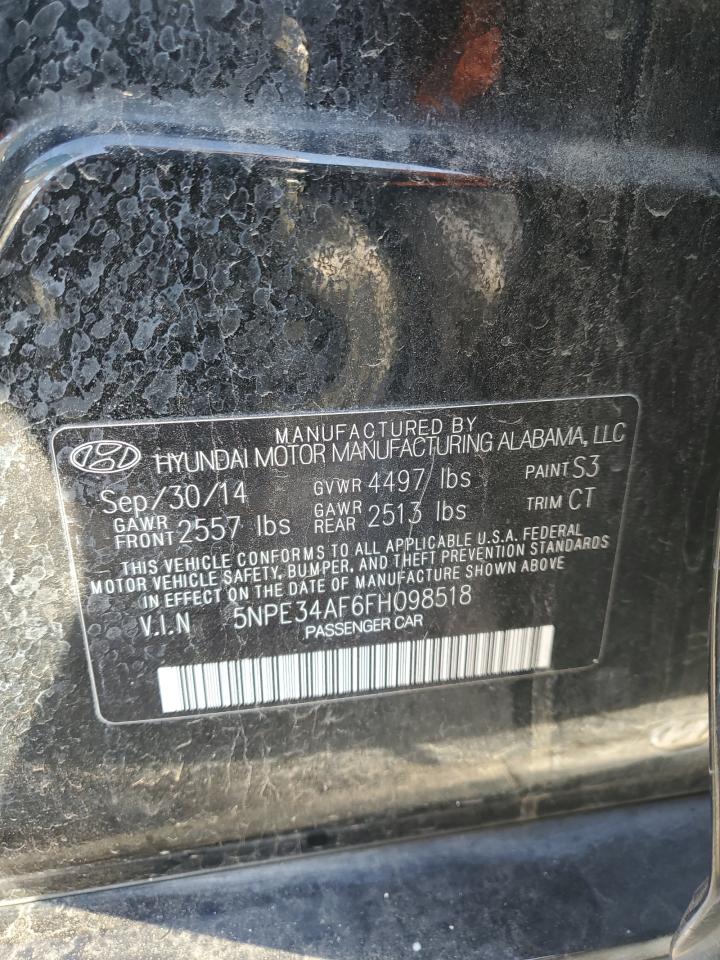 MANUFACTURED BY
HYUNDAI MOTOR MANUFACTURING ALABAMA, LLC
Sep/30/14 GVWR 4497 lbs PAINT S3
GAWR FRONT 2557 lbs GAWR REAR 2513 lbs TRIM CT
THIS VEHICLE CONFORMS TO ALL APPLICABLE U.S.A. FEDERAL
MOTOR VEHICLE SAFETY, BUMPER, AND THEFT PREVENTION STANDARDS
IN EFFECT ON THE DATE OF MANUFACTURE SHOWN ABOVE
V.I.N 5NPE34AF6FH098518
PASSENGER CAR